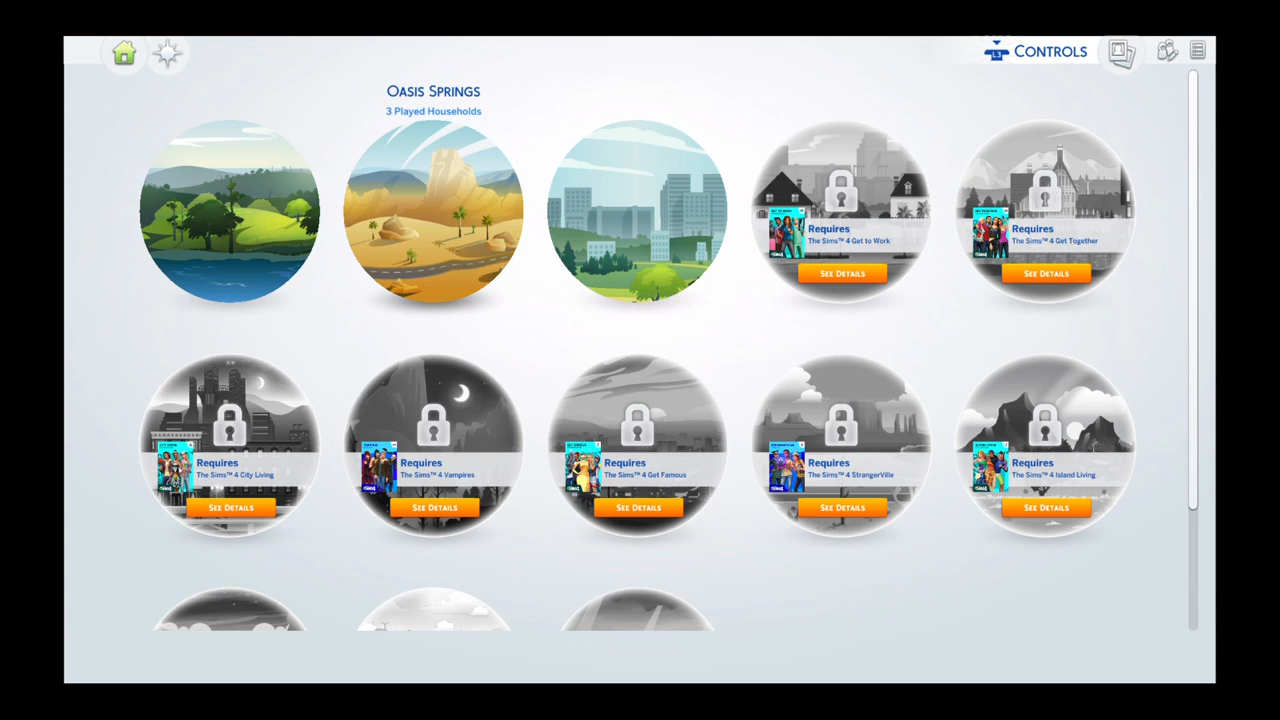 L3 CONTROLS
OASIS SPRINGS
3 Played Households
Requires
The Sims™ 4 Get to Work
SEE DETAILS
Requires
The Sims™ 4 Get Together
SEE DETAILS
Requires
The Sims™ 4 City Living
SEE DETAILS
Requires
The Sims™ 4 Vampires
SEE DETAILS
Requires
The Sims™ 4 Get Famous
SEE DETAILS
Requires
The Sims™ 4 StrangerVille
SEE DETAILS
Requires
The Sims™ 4 Island Living
SEE DETAILS